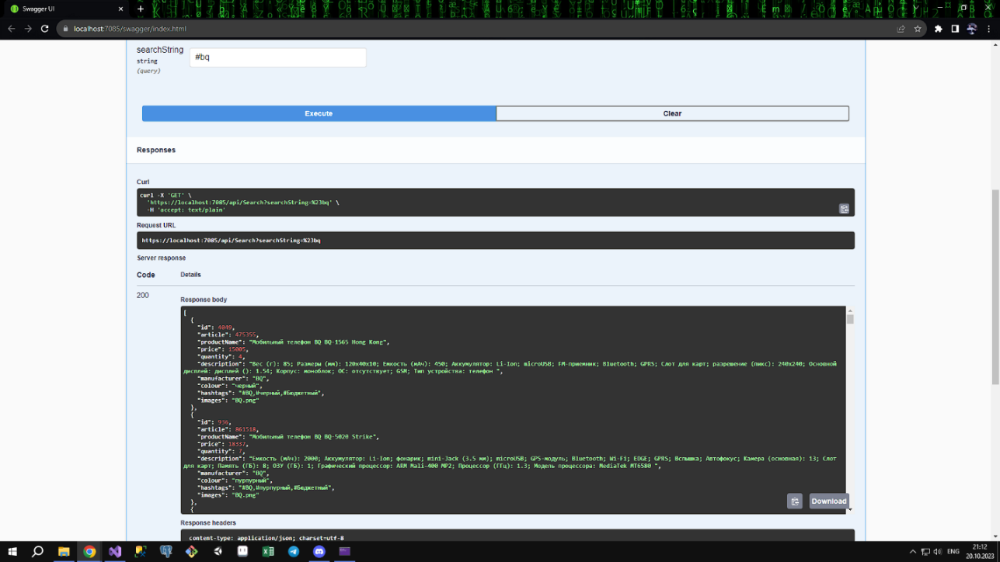 Swagger UI
localhost:7085/swagger/index.html
searchString
string
(query)
#bq
Execute
Clear
Responses
Curl
curl -X 'GET' \
'https://localhost:7085/api/Search?searchString=%23bq' \
-H 'accept: text/plain'
Request URL
https://localhost:7085/api/Search?searchString=%23bq
Server response
Code Details
200
Response body
[
{
"id": 4049,
"article": 475355,
"productName": "Мобильный телефон BQ BQ-1565 Hong Kong",
"price": 15005,
"quantity": 4,
"description": "Вес (г): 85; Размеры (мм): 120x40x10; Емкость (мАч): 450; Аккумулятор: Li-Ion; microUSB; FM-приемник; Bluetooth; GPRS; Слот для карт; разрешение (пикс): 240x240; Основной
дисплей: дисплей (): 1.54; Корпус: моноблок; ОС: отсутствует; GSM; Тип устройства: телефон ",
"manufacturer": "BQ",
"colour": "черный",
"hashtags": "#BQ,#черный,#Бюджетный",
"images": "BQ.png"
},
{
"id": 936,
"article": 861518,
"productName": "Мобильный телефон BQ BQ-5020 Strike",
"price": 18337,
"quantity": 7,
"description": "Емкость (мАч): 2000; Аккумулятор: Li-Ion; фонарик; mini-Jack (3.5 мм); microUSB; GPS-модуль; Bluetooth; Wi-Fi; EDGE; GPRS; Вспышка; Автофокус; Камера (основная): 13; Слот
для карт; Память (ГБ): 8; ОЗУ (ГБ): 1; Графический процессор: ARM Mali-400 MP2; Процессор (ГГц): 1.3; Модель процессора: MediaTek MT6580 ",
"manufacturer": "BQ",
"colour": "пурпурный",
"hashtags": "#BQ,#пурпурный,#Бюджетный",
"images": "BQ.png"
},
{
Download
Response headers
content-type: application/json; charset=utf-8
ENG
21:12
20.10.2023